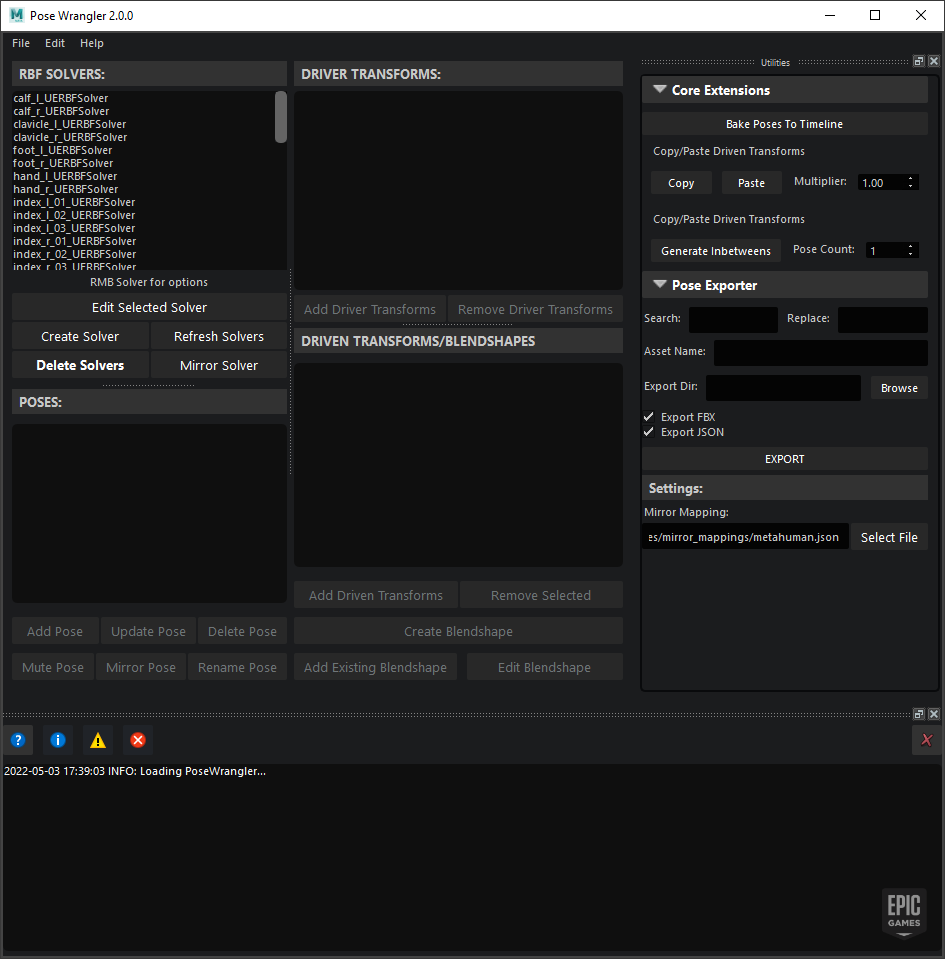 Pose Wrangler 2.0.0
File Edit Help
RBF SOLVERS:
calf_l_UERBFSolver
calf_r_UERBFSolver
clavicle_l_UERBFSolver
clavicle_r_UERBFSolver
foot_l_UERBFSolver
foot_r_UERBFSolver
hand_l_UERBFSolver
hand_r_UERBFSolver
index_l_01_UERBFSolver
index_l_02_UERBFSolver
index_l_03_UERBFSolver
index_r_01_UERBFSolver
index_r_02_UERBFSolver
index_r_03_UERBFSolver
RMB Solver for options
Edit Selected Solver
Create Solver Refresh Solvers
Delete Solvers Mirror Solver
POSES:
Add Pose Update Pose Delete Pose
Mute Pose Mirror Pose Rename Pose
DRIVER TRANSFORMS:
Add Driver Transforms Remove Driver Transforms
DRIVEN TRANSFORMS/BLENDSHAPES
Add Driven Transforms Remove Selected
Create Blendshape
Add Existing Blendshape Edit Blendshape
Utilities
Core Extensions
Bake Poses To Timeline
Copy/Paste Driven Transforms
Copy Paste Multiplier: 1.00
Copy/Paste Driven Transforms
Generate Inbetweens Pose Count: 1
Pose Exporter
Search: Replace:
Asset Name:
Export Dir: Browse
Export FBX
Export JSON
EXPORT
Settings:
Mirror Mapping:
es/mirror_mappings/metahuman.json Select File
2022-05-03 17:39:03 INFO: Loading PoseWrangler...
EPIC
GAMES